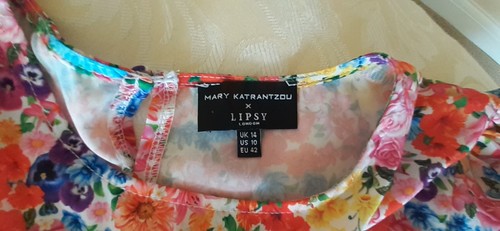 MARY KATRANTZOU
×
LIPSY
LONDON
UK 14
US 10
EU 42